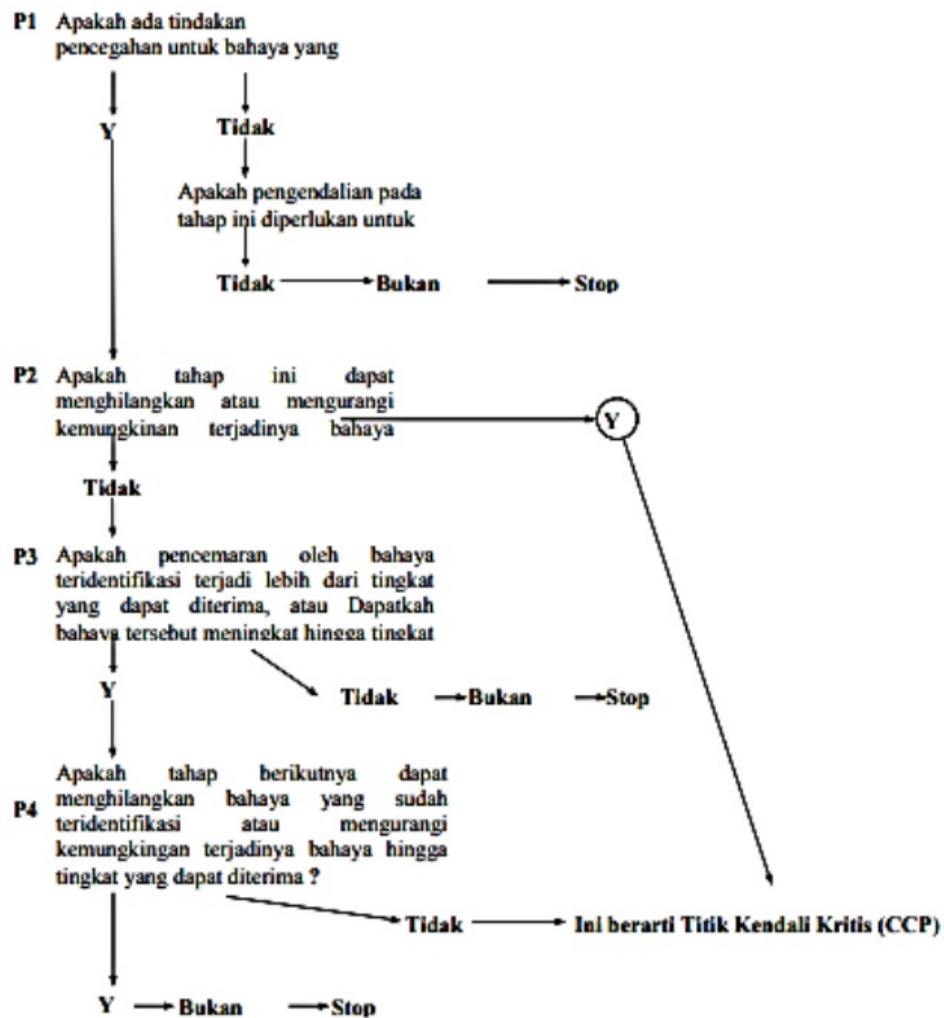 P1 Apakah ada tindakan
pencegahan untuk bahaya yang
Y
Tidak
Apakah pengendalian pada
tahap ini diperlukan untuk
Tidak Bukan Stop
P2 Apakah tahap ini dapat
menghilangkan atau mengurangi
kemungkinan terjadinya bahaya
Y
Tidak
P3 Apakah pencemaran oleh bahaya
teridentifikasi terjadi lebih dari tingkat
yang dapat diterima, atau Dapatkah
bahaya tersebut meningkat hingga tingkat
Y
Tidak Bukan Stop
Apakah tahap berikutnya dapat
P4 menghilangkan bahaya yang sudah
teridentifikasi atau mengurangi
kemungkingan terjadinya bahaya hingga
tingkat yang dapat diterima ?
Tidak Ini berarti Titik Kendali Kritis (CCP)
Y Bukan Stop